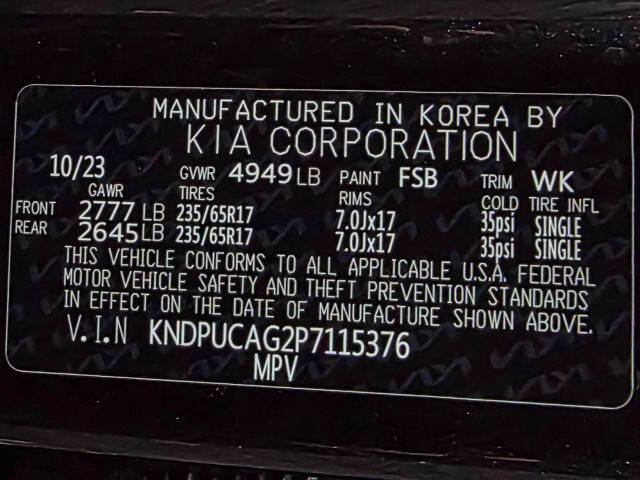 MANUFACTURED IN KOREA BY
KIA CORPORATION
10/23 GVWR 4949 LB PAINT FSB TRIM WK
GAWR TIRES RIMS COLD TIRE INFL
FRONT 2777 LB 235/65R17 7.0Jx17 35psi SINGLE
REAR 2645 LB 235/65R17 7.0Jx17 35psi SINGLE
THIS VEHICLE CONFORMS TO ALL APPLICABLE U.S.A. FEDERAL
MOTOR VEHICLE SAFETY AND THEFT PREVENTION STANDARDS
IN EFFECT ON THE DATE OF MANUFACTURE SHOWN ABOVE.
V.I.N KNDPUCAG2P7115376
MPV